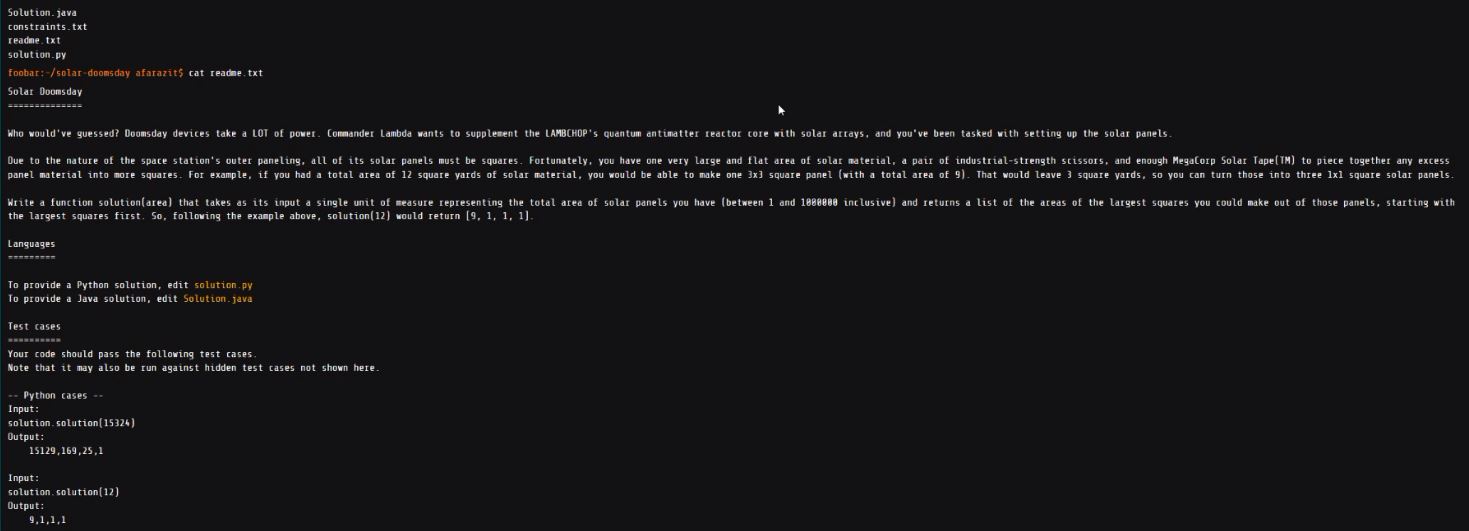 Solution.java
constraints.txt
readme.txt
solution.py
foobar:~/solar-doomsday afarazit$ cat readme.txt
Solar Doomsday
==============
Who would've guessed? Doomsday devices take a LOT of power. Commander Lambda wants to supplement the LAMBCHOP's quantum antimatter reactor core with solar arrays, and you've been tasked with setting up the solar panels.
Due to the nature of the space station's outer paneling, all of its solar panels must be squares. Fortunately, you have one very large and flat area of solar material, a pair of industrial-strength scissors, and enough MegaCorp Solar Tape(TM) to piece together any excess
panel material into more squares. For example, if you had a total area of 12 square yards of solar material, you would be able to make one 3x3 square panel (with a total area of 9). That would leave 3 square yards, so you can turn those into three 1x1 square solar panels.
Write a function solution(area) that takes as its input a single unit of measure representing the total area of solar panels you have (between 1 and 1000000 inclusive) and returns a list of the areas of the largest squares you could make out of those panels, starting with
the largest squares first. So, following the example above, solution(12) would return [9, 1, 1, 1].
Languages
=========
To provide a Python solution, edit solution.py
To provide a Java solution, edit Solution.java
Test cases
==========
Your code should pass the following test cases.
Note that it may also be run against hidden test cases not shown here.
-- Python cases --
Input:
solution.solution(15324)
Output:
15129,169,25,1
Input:
solution.solution(12)
Output:
9,1,1,1